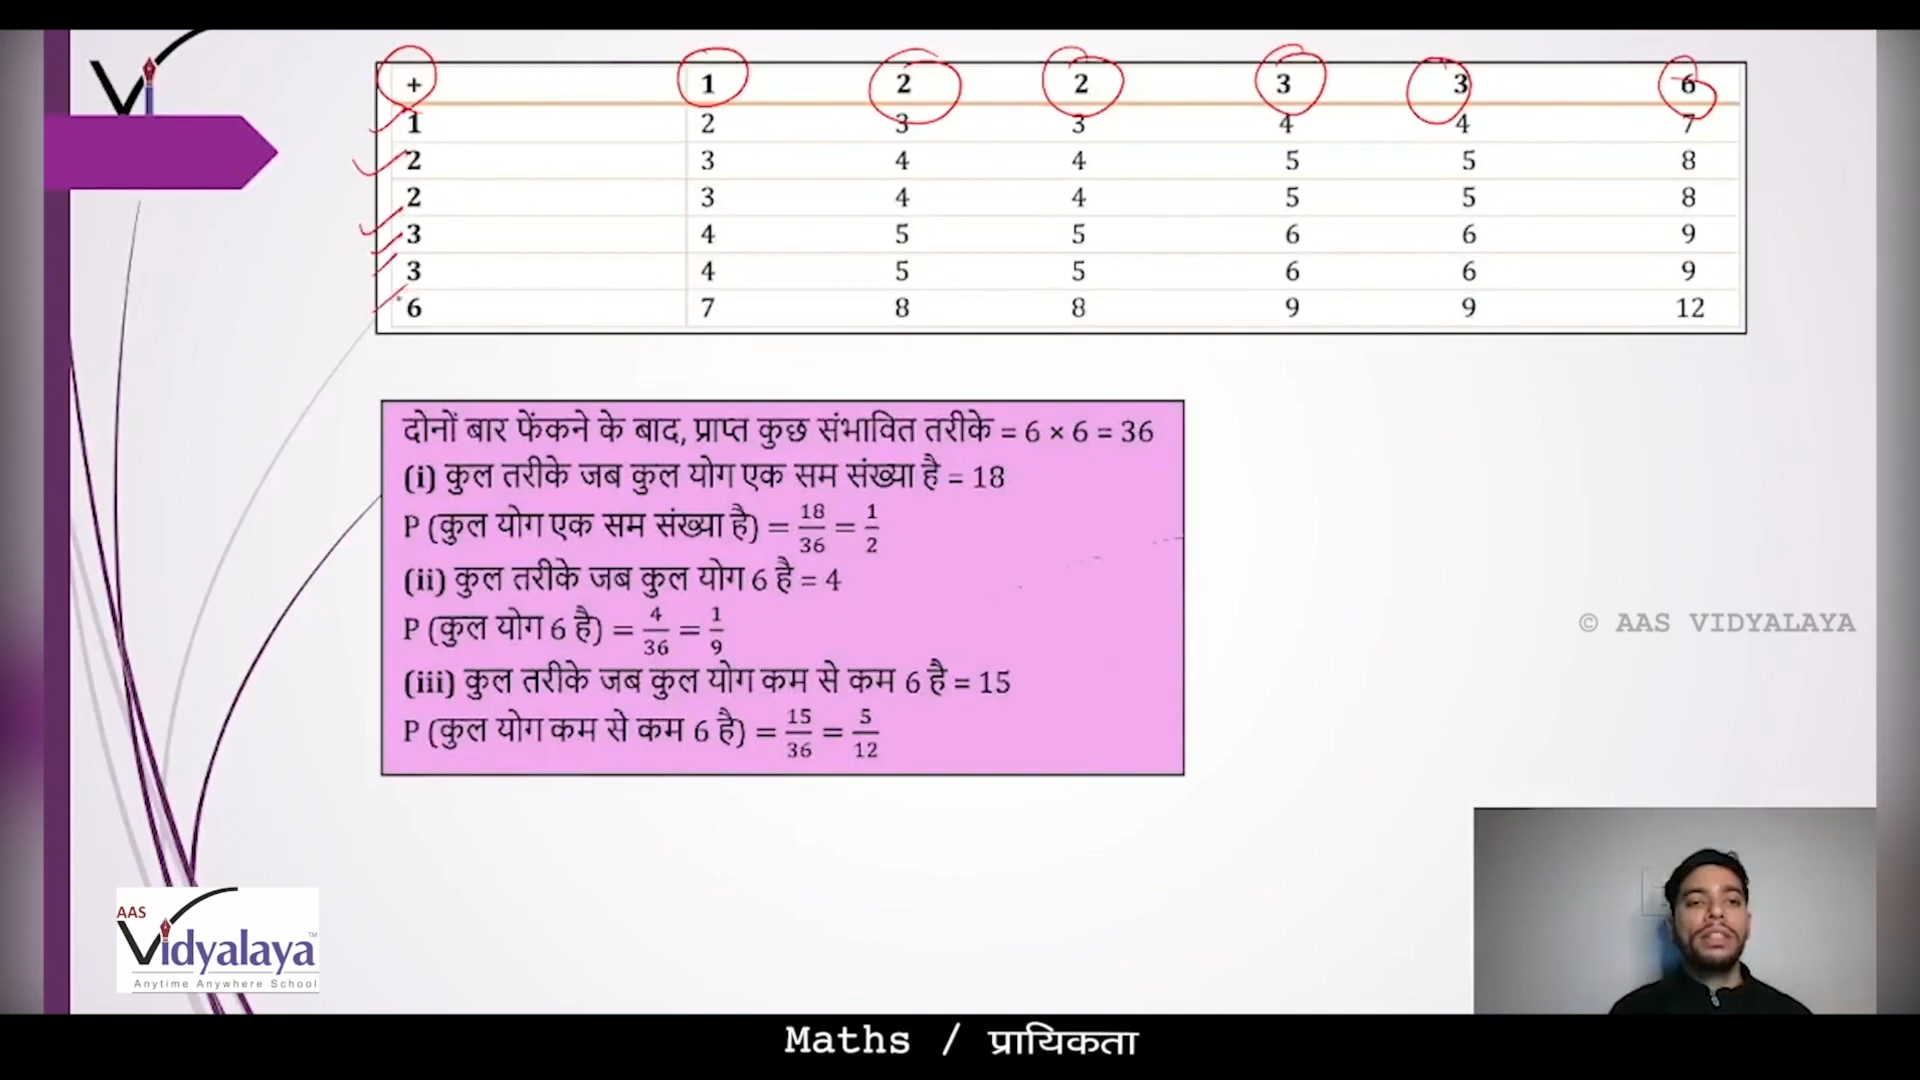 + 1 2 2 3 3 6
1 2 3 3 4 4 7
2 3 4 4 5 5 8
2 3 4 4 5 5 8
3 4 5 5 6 6 9
3 4 5 5 6 6 9
6 7 8 8 9 9 12
दोनों बार फेंकने के बाद, प्राप्त कुछ संभावित तरीके = 6 × 6 = 36
(i) कुल तरीके जब कुल योग एक सम संख्या है = 18
P (कुल योग एक सम संख्या है) = 18/36 = 1/2
(ii) कुल तरीके जब कुल योग 6 है = 4
P (कुल योग 6 है) = 4/36 = 1/9
(iii) कुल तरीके जब कुल योग कम से कम 6 है = 15
P (कुल योग कम से कम 6 है) = 15/36 = 5/12
© AAS VIDYALAYA
AAS
Vidyalaya™
Anytime Anywhere School
Maths / प्रायिकता